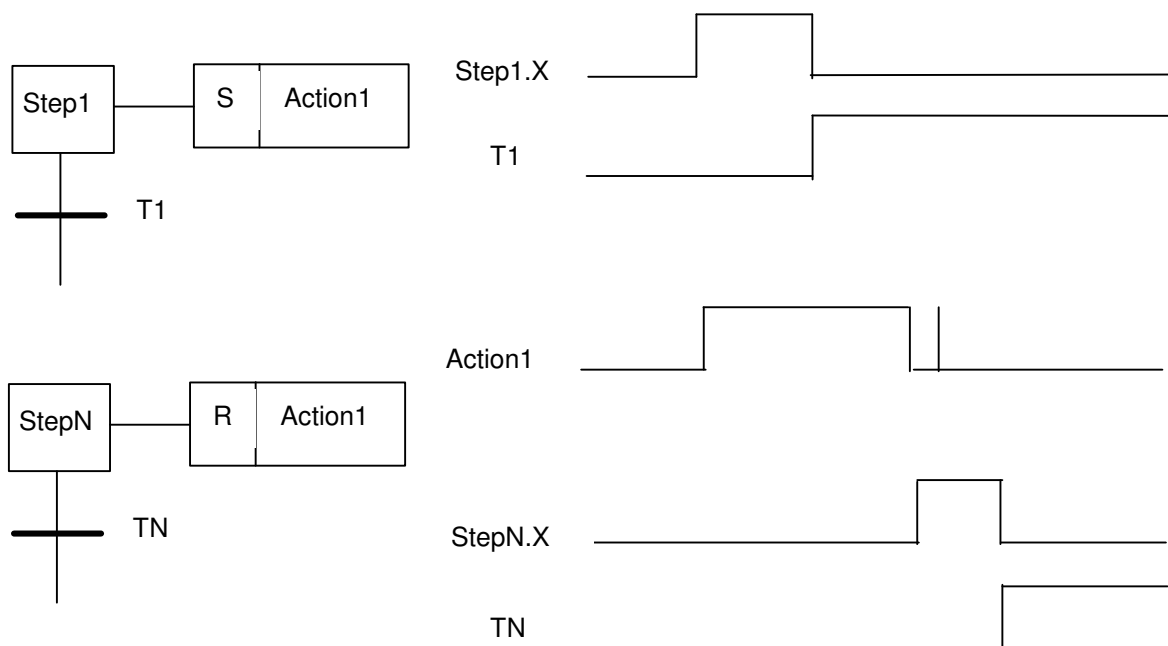 Step1
S
Action1
T1
Step1.X
T1
Action1
StepN
R
Action1
TN
StepN.X
TN